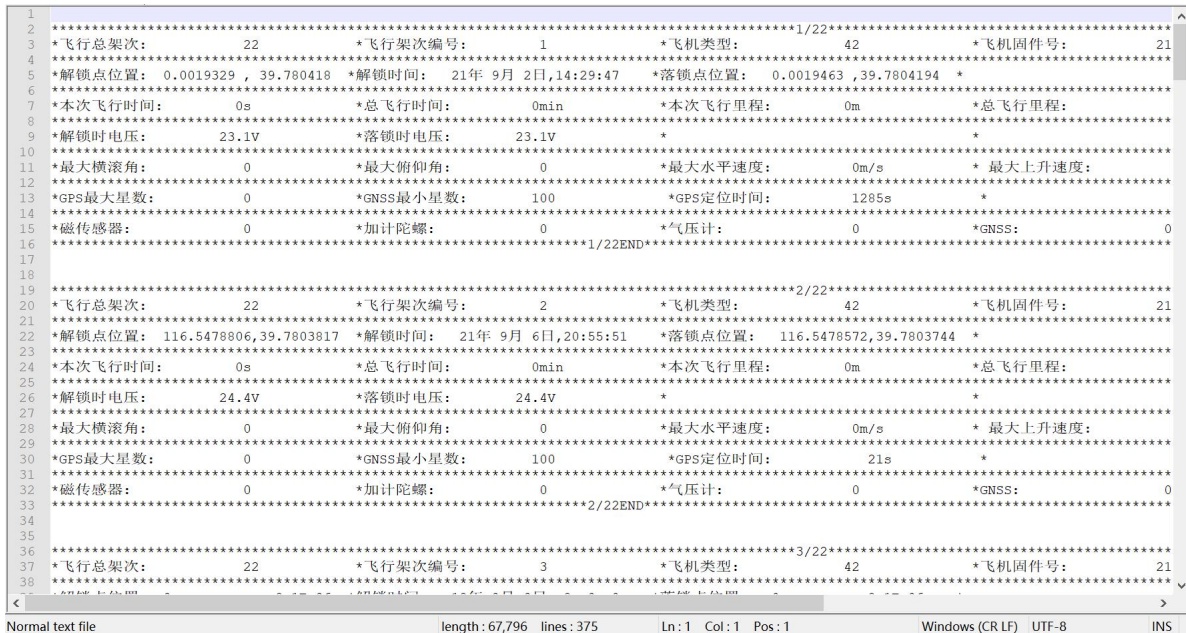 1
2 ****************************************1/22****************************************
3 *飞行总架次: 22 *飞行架次编号: 1 *飞机类型: 42 *飞机固件号: 21
4 ********************************************************************************
5 *解锁点位置: 0.0019329 , 39.780418 *解锁时间: 21年 9月 2日,14:29:47 *落锁点位置: 0.0019463 ,39.7804194 *
6 ********************************************************************************
7 *本次飞行时间: 0s *总飞行时间: 0min *本次飞行里程: 0m *总飞行里程:
8 ********************************************************************************
9 *解锁时电压: 23.1V *落锁时电压: 23.1V * *
10 ********************************************************************************
11 *最大横滚角: 0 *最大俯仰角: 0 *最大水平速度: 0m/s * 最大上升速度:
12 ********************************************************************************
13 *GPS最大星数: 0 *GNSS最小星数: 100 *GPS定位时间: 1285s *
14 ********************************************************************************
15 *磁传感器: 0 *加计陀螺: 0 *气压计: 0 *GNSS: 0
16 ****************************************1/22END****************************************
17
18
19 ****************************************2/22****************************************
20 *飞行总架次: 22 *飞行架次编号: 2 *飞机类型: 42 *飞机固件号: 21
21 ********************************************************************************
22 *解锁点位置: 116.5478806,39.7803817 *解锁时间: 21年 9月 6日,20:55:51 *落锁点位置: 116.5478572,39.7803744 *
23 ********************************************************************************
24 *本次飞行时间: 0s *总飞行时间: 0min *本次飞行里程: 0m *总飞行里程:
25 ********************************************************************************
26 *解锁时电压: 24.4V *落锁时电压: 24.4V * *
27 ********************************************************************************
28 *最大横滚角: 0 *最大俯仰角: 0 *最大水平速度: 0m/s * 最大上升速度:
29 ********************************************************************************
30 *GPS最大星数: 0 *GNSS最小星数: 100 *GPS定位时间: 21s *
31 ********************************************************************************
32 *磁传感器: 0 *加计陀螺: 0 *气压计: 0 *GNSS: 0
33 ****************************************2/22END****************************************
34
35
36 ****************************************3/22****************************************
37 *飞行总架次: 22 *飞行架次编号: 3 *飞机类型: 42 *飞机固件号: 21
38 ********************************************************************************
Normal text file length : 67,796 lines : 375 Ln : 1 Col : 1 Pos : 1 Windows (CR LF) UTF-8 INS